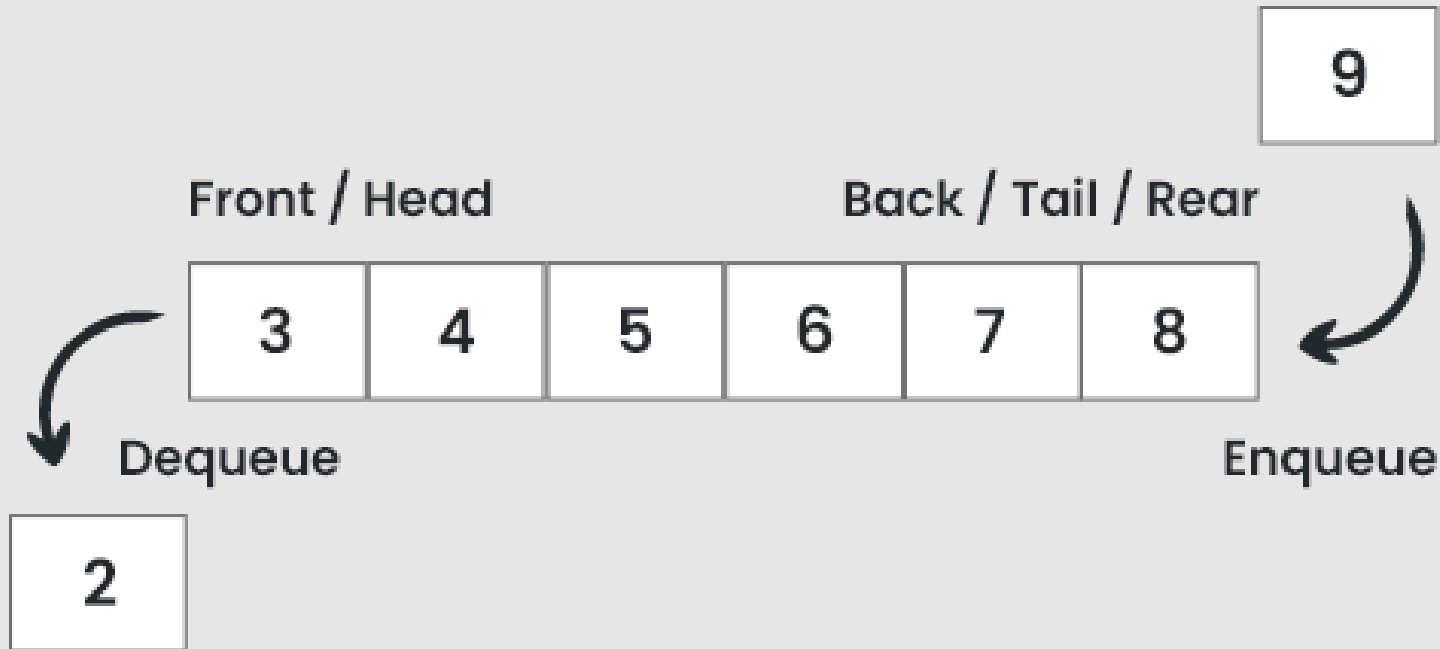 9
Front / Head
Back / Tail / Rear
3 4 5 6 7 8
Dequeue
Enqueue
2